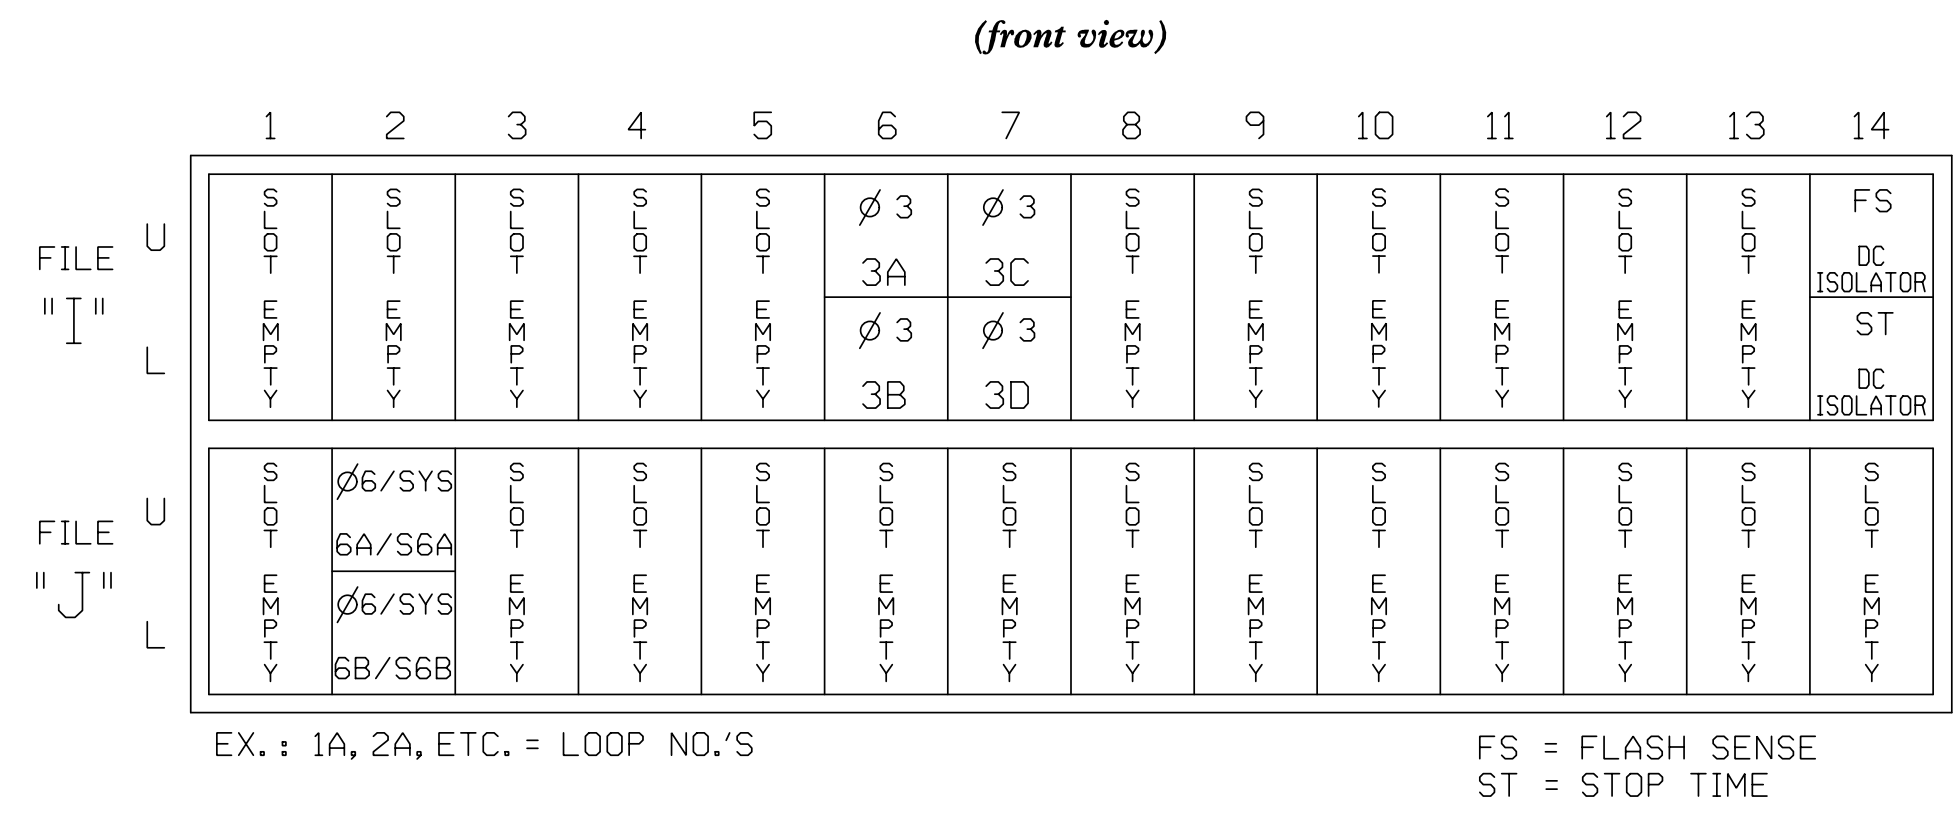 (front view)
1 2 3 4 5 6 7 8 9 10 11 12 13 14
FILE "I"
U
L
SLOT EMPTY
SLOT EMPTY
SLOT EMPTY
SLOT EMPTY
SLOT EMPTY
Ø 3
3A
Ø 3
3B
Ø 3
3C
Ø 3
3D
SLOT EMPTY
SLOT EMPTY
SLOT EMPTY
SLOT EMPTY
SLOT EMPTY
SLOT EMPTY
FS
DC
ISOLATOR
ST
DC
ISOLATOR
FILE "J"
U
L
SLOT EMPTY
Ø6/SYS
6A/S6A
Ø6/SYS
6B/S6B
SLOT EMPTY
SLOT EMPTY
SLOT EMPTY
SLOT EMPTY
SLOT EMPTY
SLOT EMPTY
SLOT EMPTY
SLOT EMPTY
SLOT EMPTY
SLOT EMPTY
SLOT EMPTY
SLOT EMPTY
EX.: 1A, 2A, ETC. = LOOP NO.'S
FS = FLASH SENSE
ST = STOP TIME